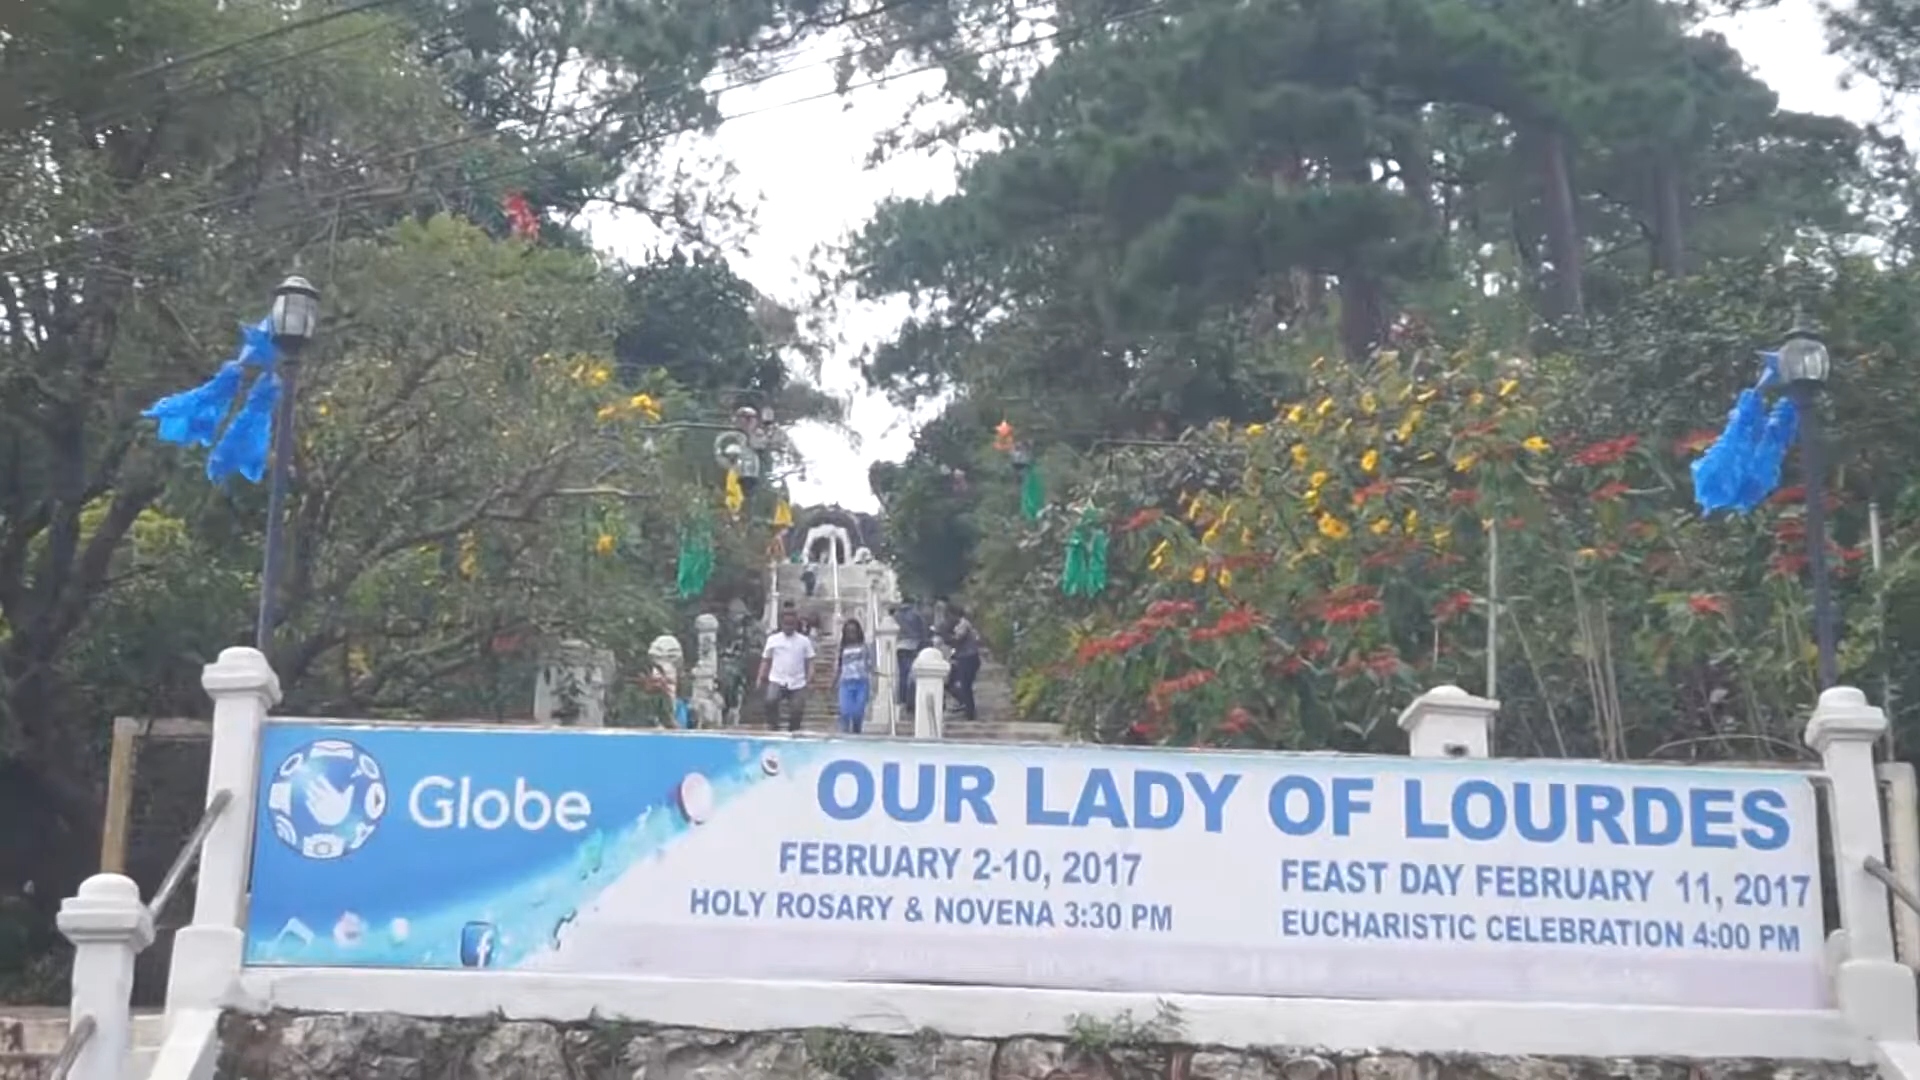 Globe
OUR LADY OF LOURDES
FEBRUARY 2-10, 2017
HOLY ROSARY & NOVENA 3:30 PM
FEAST DAY FEBRUARY 11, 2017
EUCHARISTIC CELEBRATION 4:00 PM